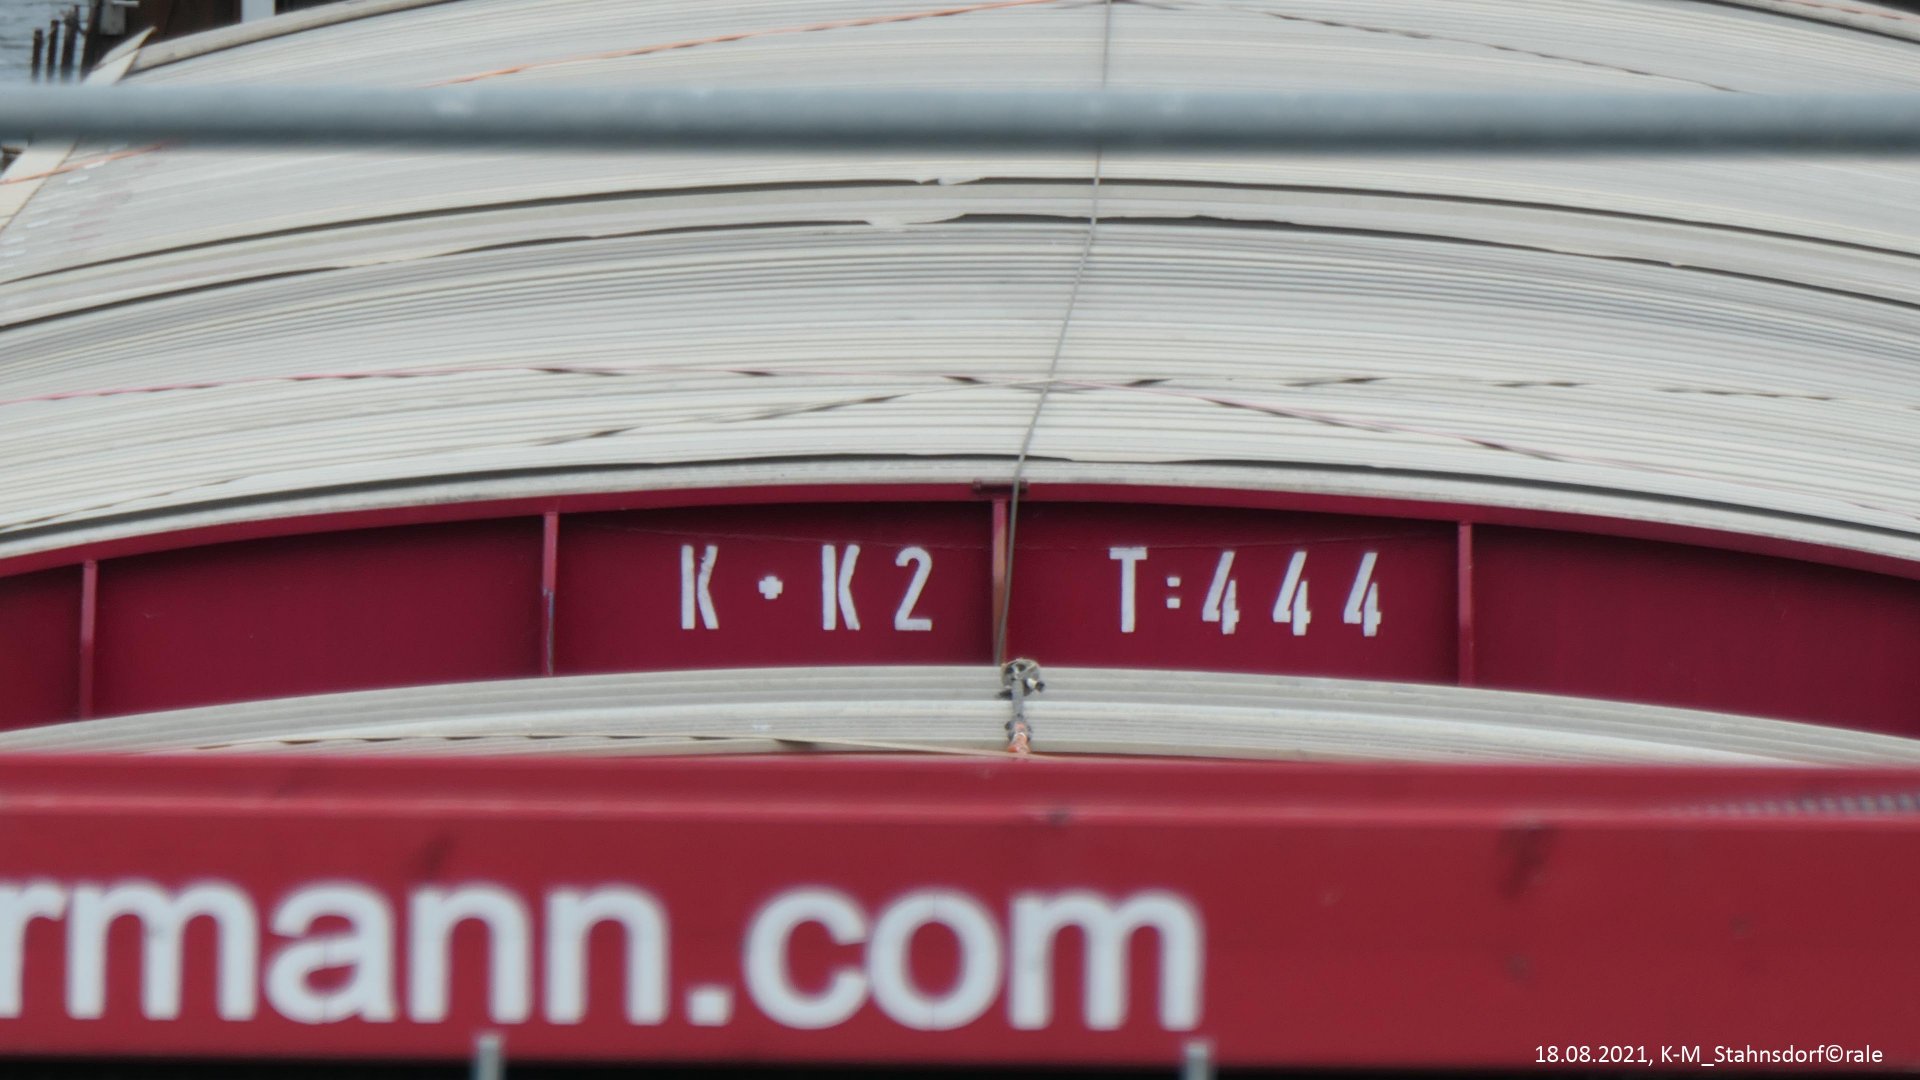 K + K2 T:444
rmann.com
18.08.2021, K-M_Stahnsdorf©rale